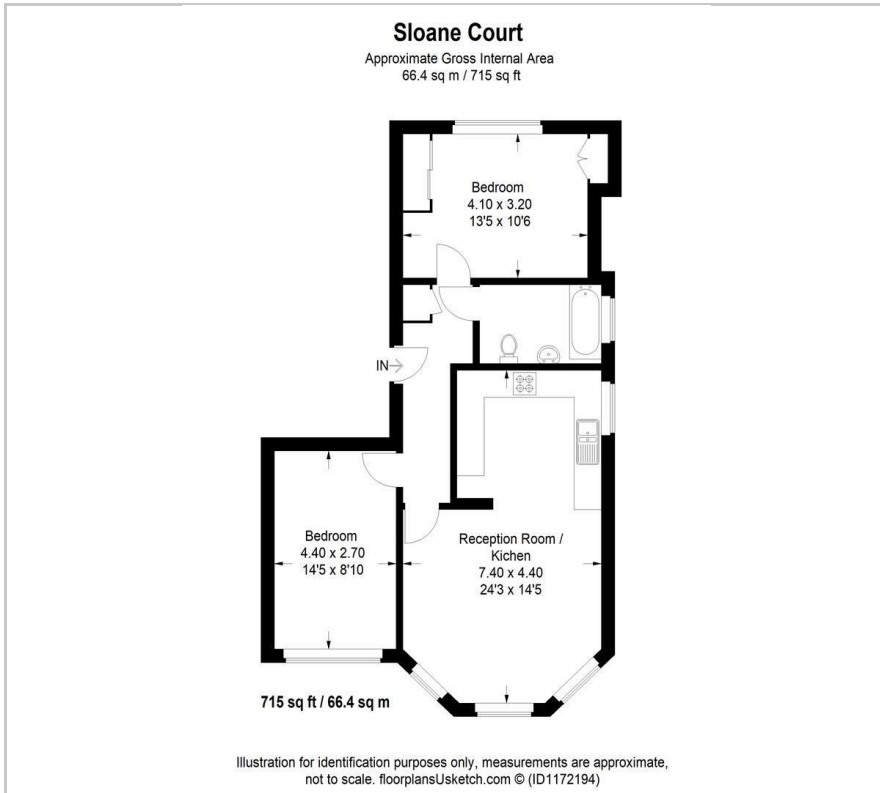 Sloane Court
Approximate Gross Internal Area
66.4 sq m / 715 sq ft
Bedroom
4.10 x 3.20
13'5 x 10'6
IN
Bedroom
4.40 x 2.70
14'5 x 8'10
Reception Room /
Kichen
7.40 x 4.40
24'3 x 14'5
715 sq ft / 66.4 sq m
Illustration for identification purposes only, measurements are approximate,
not to scale. floorplansUsketch.com © (ID1172194)